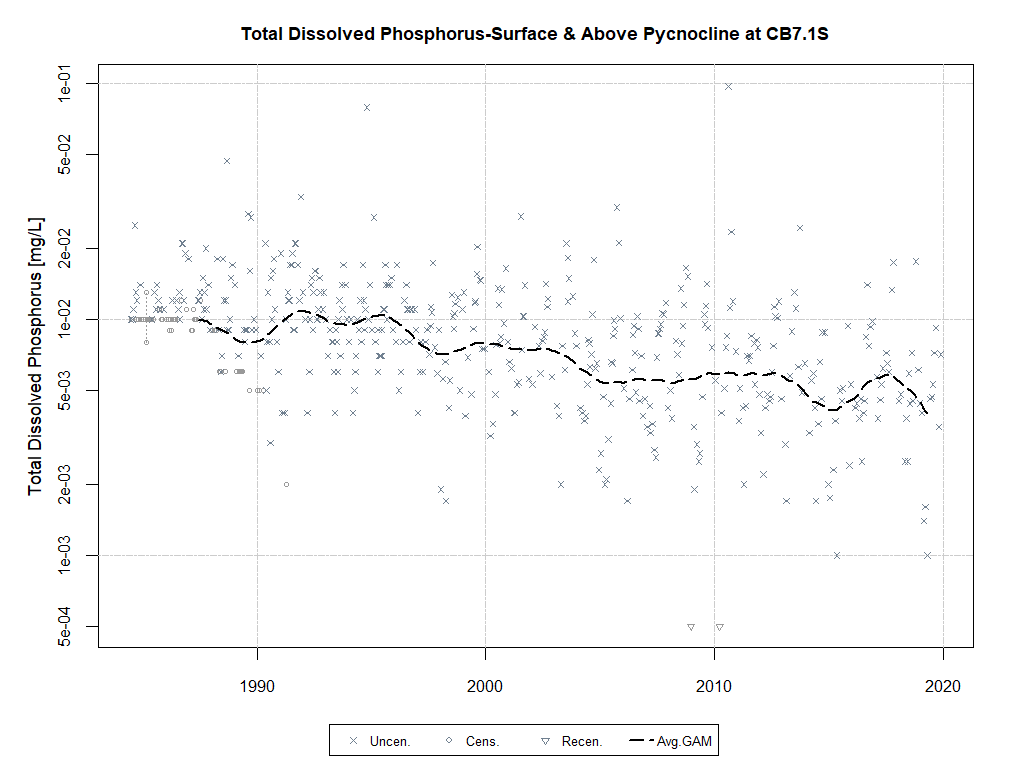 Total Dissolved Phosphorus-Surface & Above Pycnocline at CB7.1S
Total Dissolved Phosphorus [mg/L]
1e-01
5e-02
2e-02
1e-02
5e-03
2e-03
1e-03
5e-04
1990 2000 2010 2020
Uncen. Cens. Recen. Avg.GAM